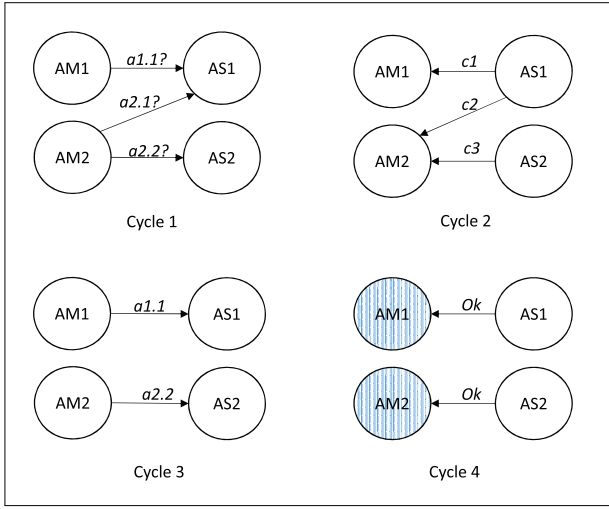 AM1 a1.1? AS1
a2.1?
AM2 a2.2? AS2
Cycle 1
AM1 c1 AS1
c2
AM2 c3 AS2
Cycle 2
AM1 a1.1 AS1
AM2 a2.2 AS2
Cycle 3
AM1 Ok AS1
AM2 Ok AS2
Cycle 4